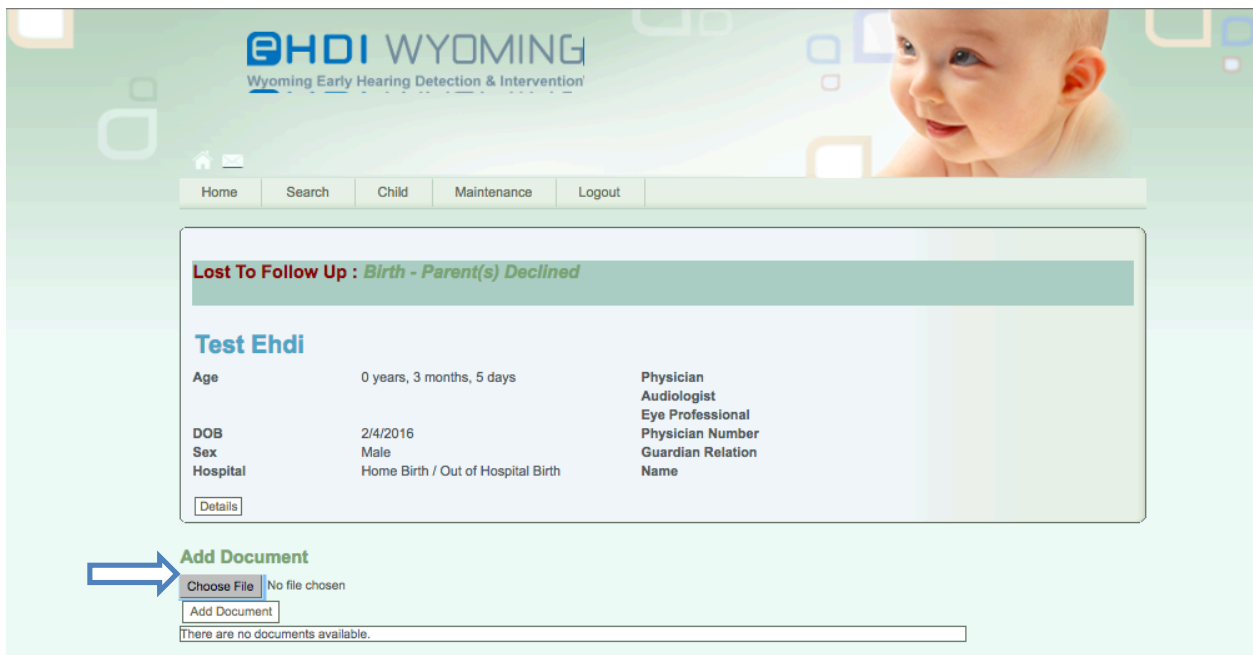 eHDI WYOMING
Wyoming Early Hearing Detection & Intervention
Home Search Child Maintenance Logout
Lost To Follow Up : Birth - Parent(s) Declined
Test Ehdi
Age 0 years, 3 months, 5 days Physician
Audiologist
Eye Professional
DOB 2/4/2016 Physician Number
Sex Male Guardian Relation
Hospital Home Birth / Out of Hospital Birth Name
Details
Add Document
Choose File No file chosen
Add Document
There are no documents available.